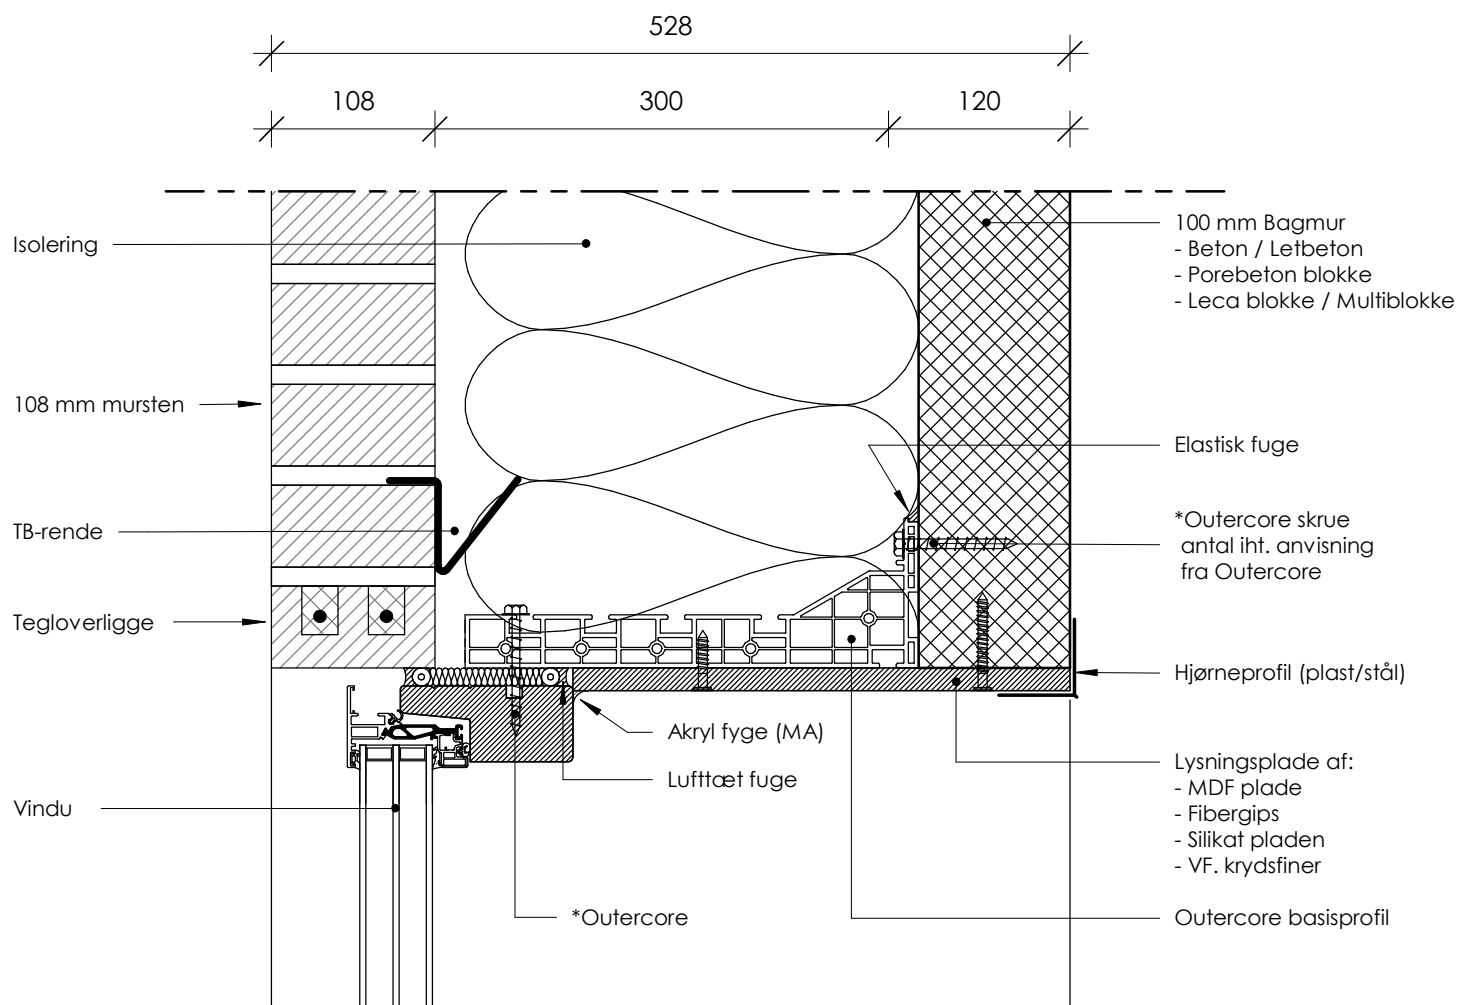 528
108
300
120
Isolering
108 mm mursten
TB-rende
Tegloverligge
Vindu
100 mm Bagmur
- Beton / Letbeton
- Porebeton blokke
- Leca blokke / Multiblokke
Elastisk fuge
*Outercore skrue
antal iht. anvisning
fra Outercore
Hjørneprofil (plast/stål)
Akryl fyge (MA)
Lufttæt fuge
Lysningsplade af:
- MDF plade
- Fibergips
- Silikat pladen
- VF. krydsfiner
*Outercore
Outercore basisprofil